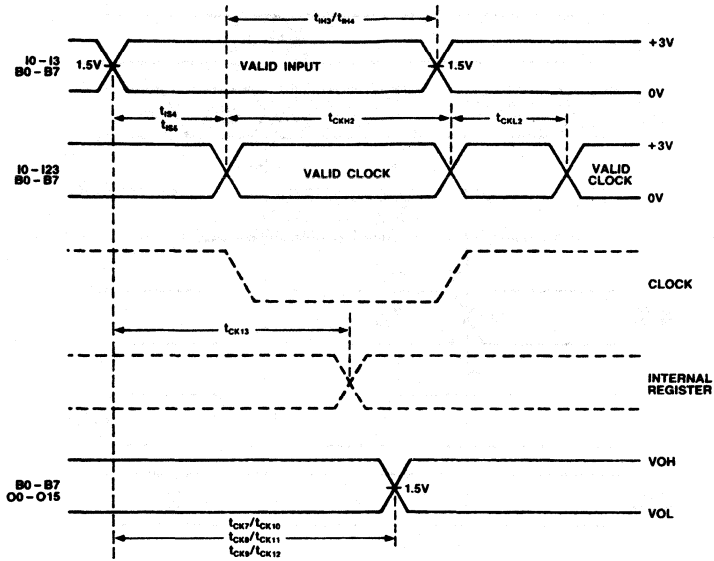 tIH3/tIH4
I0 – I3
B0 – B7
1.5V
VALID INPUT
1.5V
+3V
0V
tIS4
tIS5
tCKH2
tCKL2
I0 – I23
B0 – B7
VALID CLOCK
VALID
CLOCK
+3V
0V
CLOCK
tCK13
INTERNAL
REGISTER
B0 – B7
O0 – O15
1.5V
VOH
VOL
tCK7/tCK10
tCK8/tCK11
tCK9/tCK12